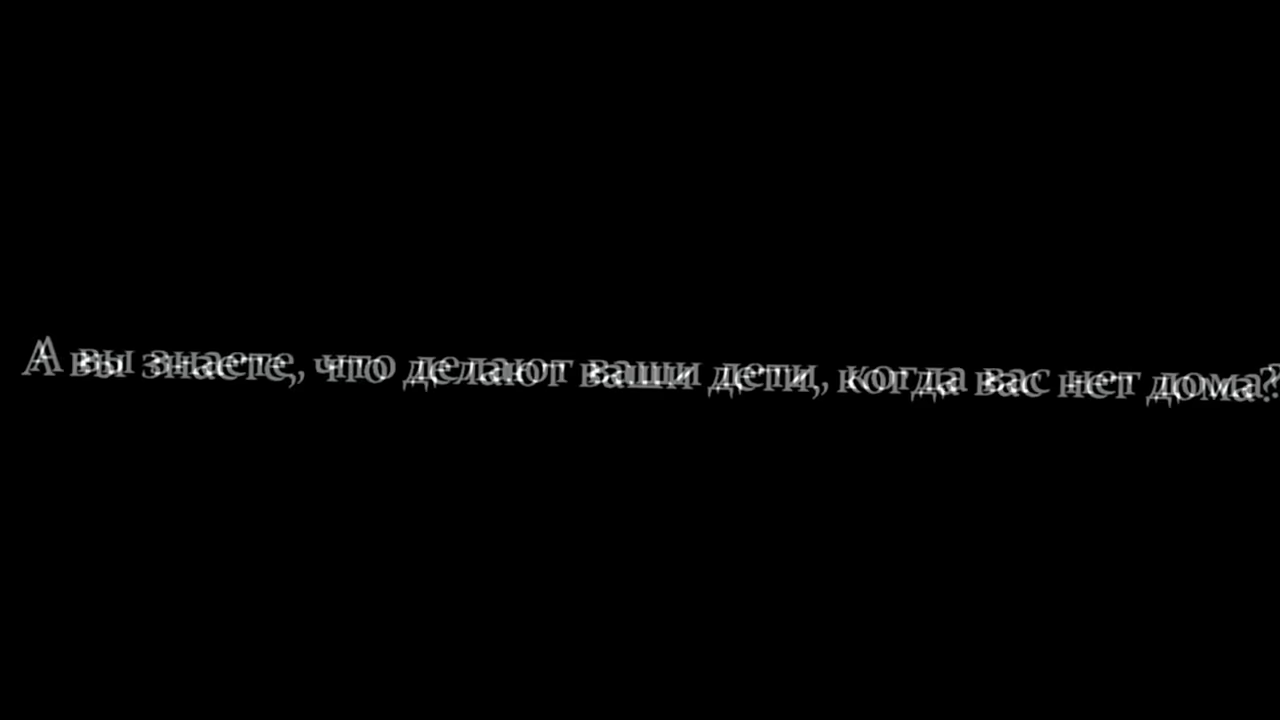 А вы знаете, что делают ваши дети, когда вас нет дома?